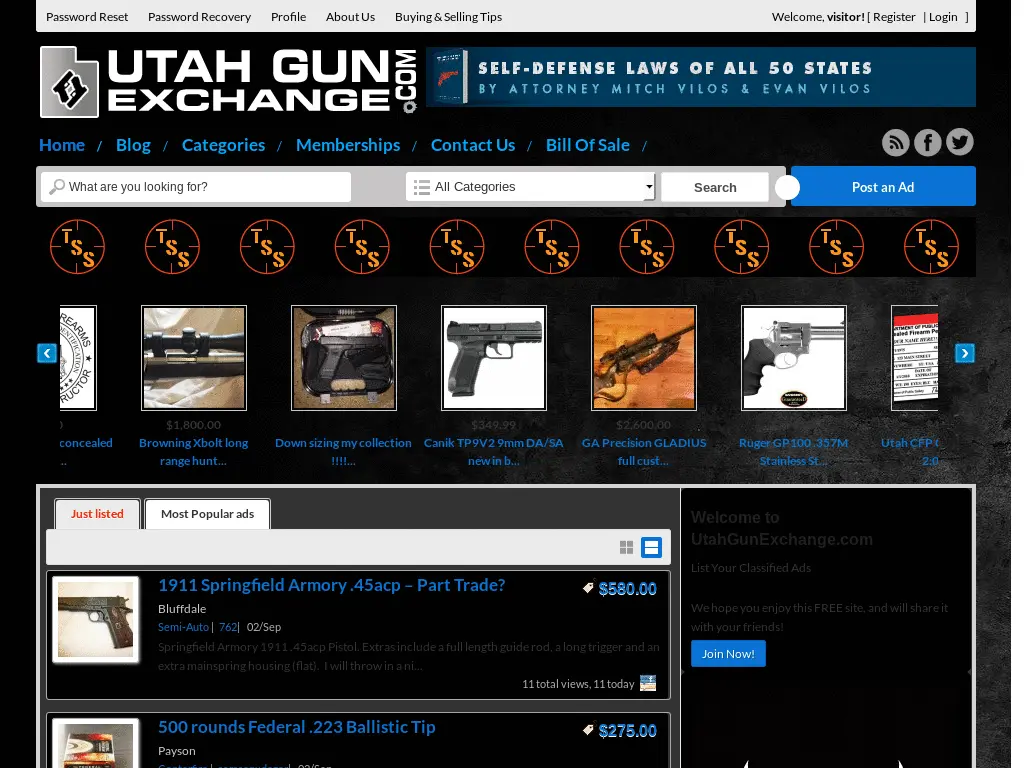 Password Reset Password Recovery Profile About Us Buying & Selling Tips Welcome, visitor! [ Register | Login ]
UTAH GUN
EXCHANGE.COM
SELF-DEFENSE LAWS OF ALL 50 STATES
BY ATTORNEY MITCH VILOS & EVAN VILOS
Home / Blog / Categories / Memberships / Contact Us / Bill Of Sale /
What are you looking for? All Categories Search Post an Ad
TSS TSS TSS TSS TSS TSS TSS TSS TSS TSS
$1,800.00 $349.99 $2,600.00
concealed Browning Xbolt long Down sizing my collection Canik TP9V2 9mm DA/SA GA Precision GLADIUS Ruger GP100 .357M Utah CFP
... range hunt... !!!!... new in b... full cust... Stainless St... 2:0
Just listed Most Popular ads
1911 Springfield Armory .45acp – Part Trade? $580.00
Bluffdale
Semi-Auto | 762| 02/Sep
Springfield Armory 1911 .45acp Pistol. Extras include a full length guide rod, a long trigger and an
extra mainspring housing (flat). I will throw in a ni...
11 total views, 11 today
500 rounds Federal .223 Ballistic Tip $275.00
Payson
Welcome to
UtahGunExchange.com
List Your Classified Ads
We hope you enjoy this FREE site, and will share it
with your friends!
Join Now!